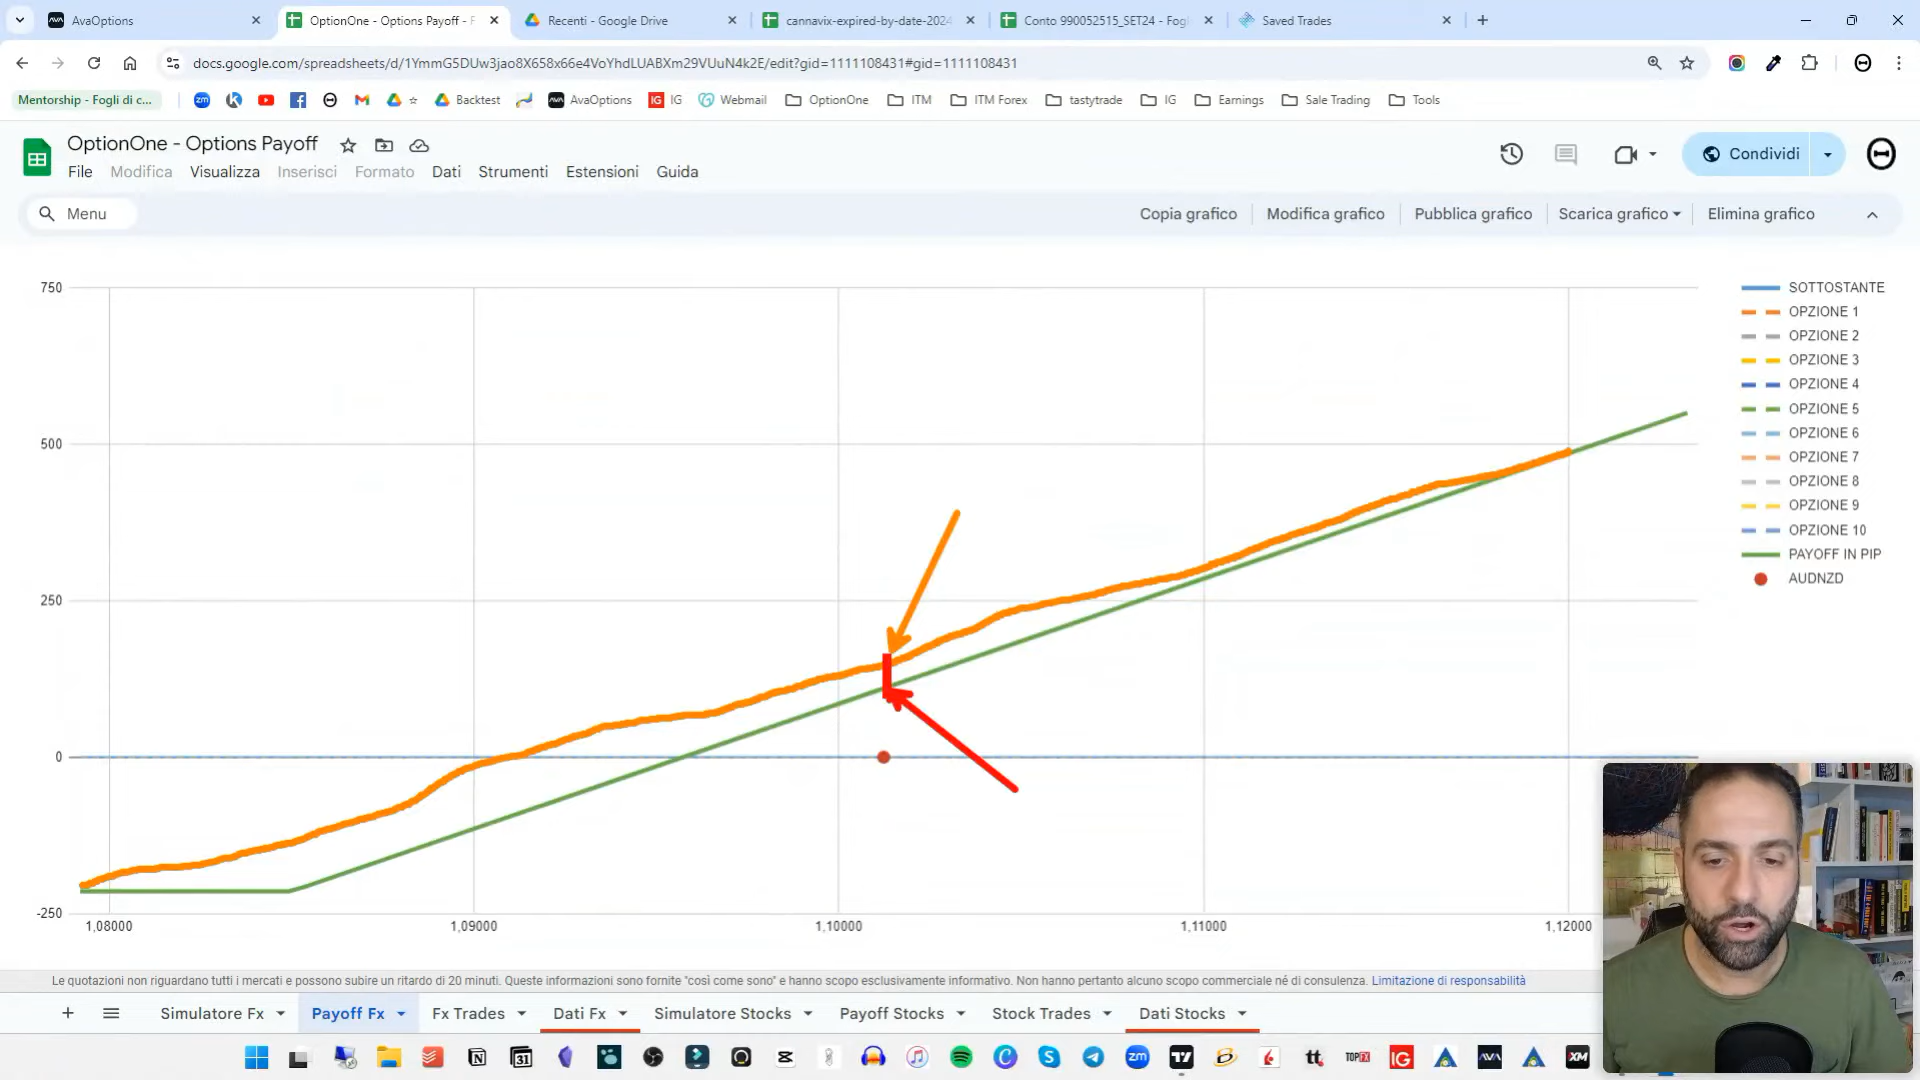 AvaOptions
OptionOne - Options Payoff - F
Recenti - Google Drive
cannavix-expired-by-date-2024
Conto 990052515_SET24 - Fogl
Saved Trades
docs.google.com/spreadsheets/d/1YmmG5DUw3jao8X658x66e4VoYhdLUABXm29VUuN4k2E/edit?gid=1111108431#gid=1111108431
Mentorship - Fogli di c...
Backtest
AvaOptions
IG
Webmail
OptionOne
ITM
ITM Forex
tastytrade
IG
Earnings
Sale Trading
Tools
OptionOne - Options Payoff
File Modifica Visualizza Inserisci Formato Dati Strumenti Estensioni Guida
Condividi
Menu
Copia grafico
Modifica grafico
Pubblica grafico
Scarica grafico
Elimina grafico
750
500
250
0
-250
1,08000
1,09000
1,10000
1,11000
1,12000
SOTTOSTANTE
OPZIONE 1
OPZIONE 2
OPZIONE 3
OPZIONE 4
OPZIONE 5
OPZIONE 6
OPZIONE 7
OPZIONE 8
OPZIONE 9
OPZIONE 10
PAYOFF IN PIP
AUDNZD
Le quotazioni non riguardano tutti i mercati e possono subire un ritardo di 20 minuti. Queste informazioni sono fornite "così come sono" e hanno scopo esclusivamente informativo. Non hanno pertanto alcuno scopo commerciale né di consulenza. Limitazione di responsabilità
Simulatore Fx
Payoff Fx
Fx Trades
Dati Fx
Simulatore Stocks
Payoff Stocks
Stock Trades
Dati Stocks
31
zm
tt
TOPFX
IG
AVA
XM